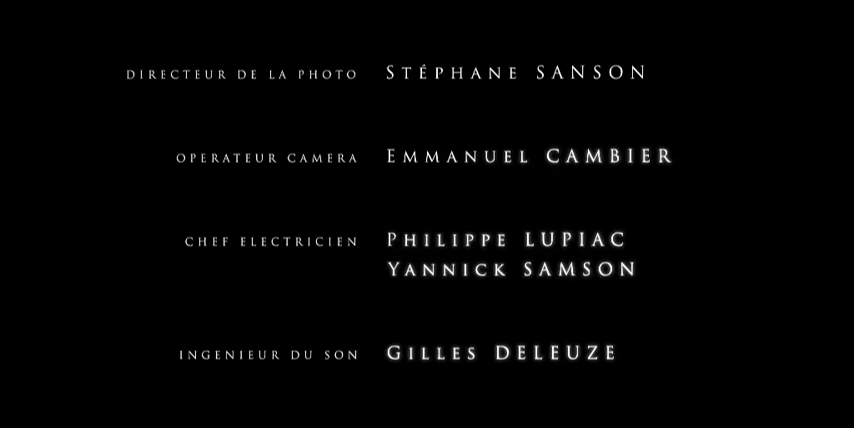 DIRECTEUR DE LA PHOTO STÉPHANE SANSON
OPERATEUR CAMERA EMMANUEL CAMBIER
CHEF ELECTRICIEN PHILIPPE LUPIAC
YANNICK SAMSON
INGENIEUR DU SON GILLES DELEUZE